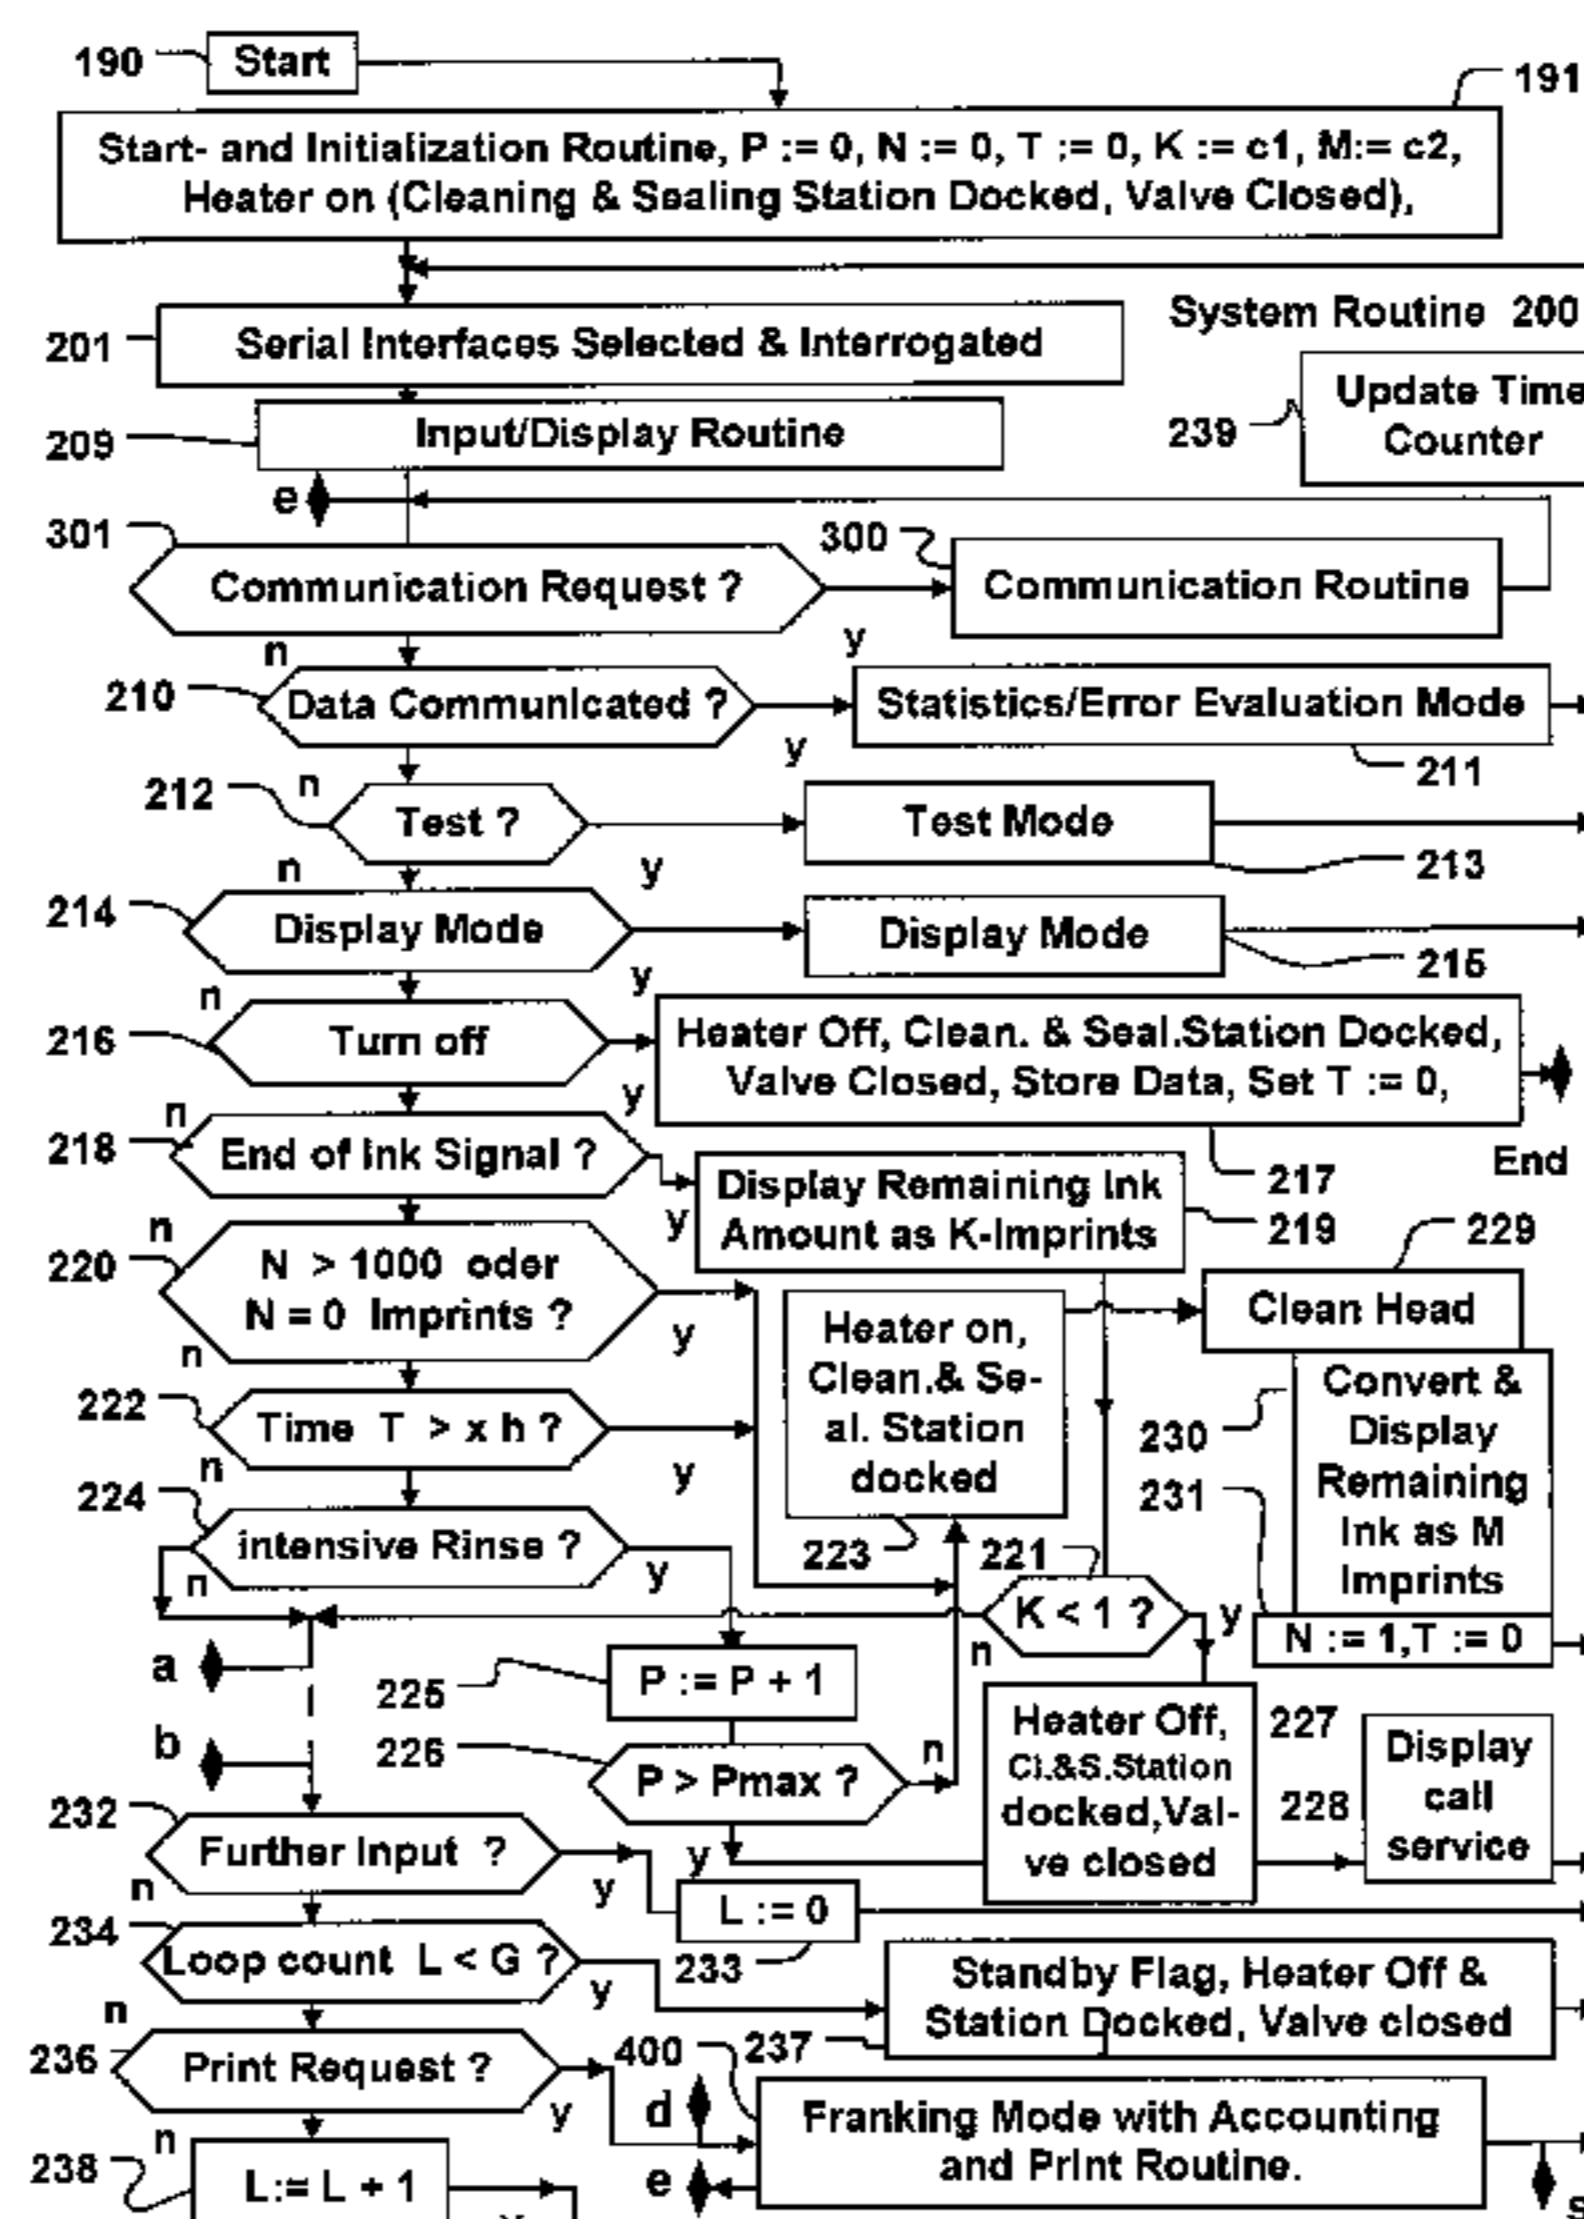 190 Start
191
Start- and Initialization Routine, P := 0, N := 0, T := 0, K := c1, M:= c2,
Heater on (Cleaning & Sealing Station Docked, Valve Closed),
System Routine 200
201 Serial Interfaces Selected & Interrogated
Update Time
Counter
239
209 Input/Display Routine
e
301
Communication Request ?
300
Communication Routine
n
y
210 Data Communicated ?
Statistics/Error Evaluation Mode
211
n
y
212 Test ?
Test Mode
213
n
y
214 Display Mode
Display Mode
215
n
y
216 Turn off
Heater Off, Clean. & Seal.Station Docked,
Valve Closed, Store Data, Set T := 0,
217
End
n
y
218 End of Ink Signal ?
Display Remaining Ink
Amount as K-Imprints
219
n
y
220
N > 1000 oder
N = 0 Imprints ?
229
Clean Head
Heater on,
Clean.& Se-
al. Station
docked
223
n
y
222 Time T > x h ?
230
Convert &
Display
Remaining
Ink as M
Imprints
231
N := 1,T := 0
n
y
224
intensive Rinse ?
n
y
221
K < 1 ?
y
n
a
225 P := P + 1
b
226 P > Pmax ?
n
y
227
Heater Off,
Cl.&S.Station
docked,Val-
ve closed
228
Display
call
service
232
Further Input ?
n
y
L := 0
233
234
Loop count L < G ?
n
y
Standby Flag, Heater Off &
Station Docked, Valve closed
237
236 Print Request ?
n
y
400
d
e
Franking Mode with Accounting
and Print Routine.
238 L:= L + 1